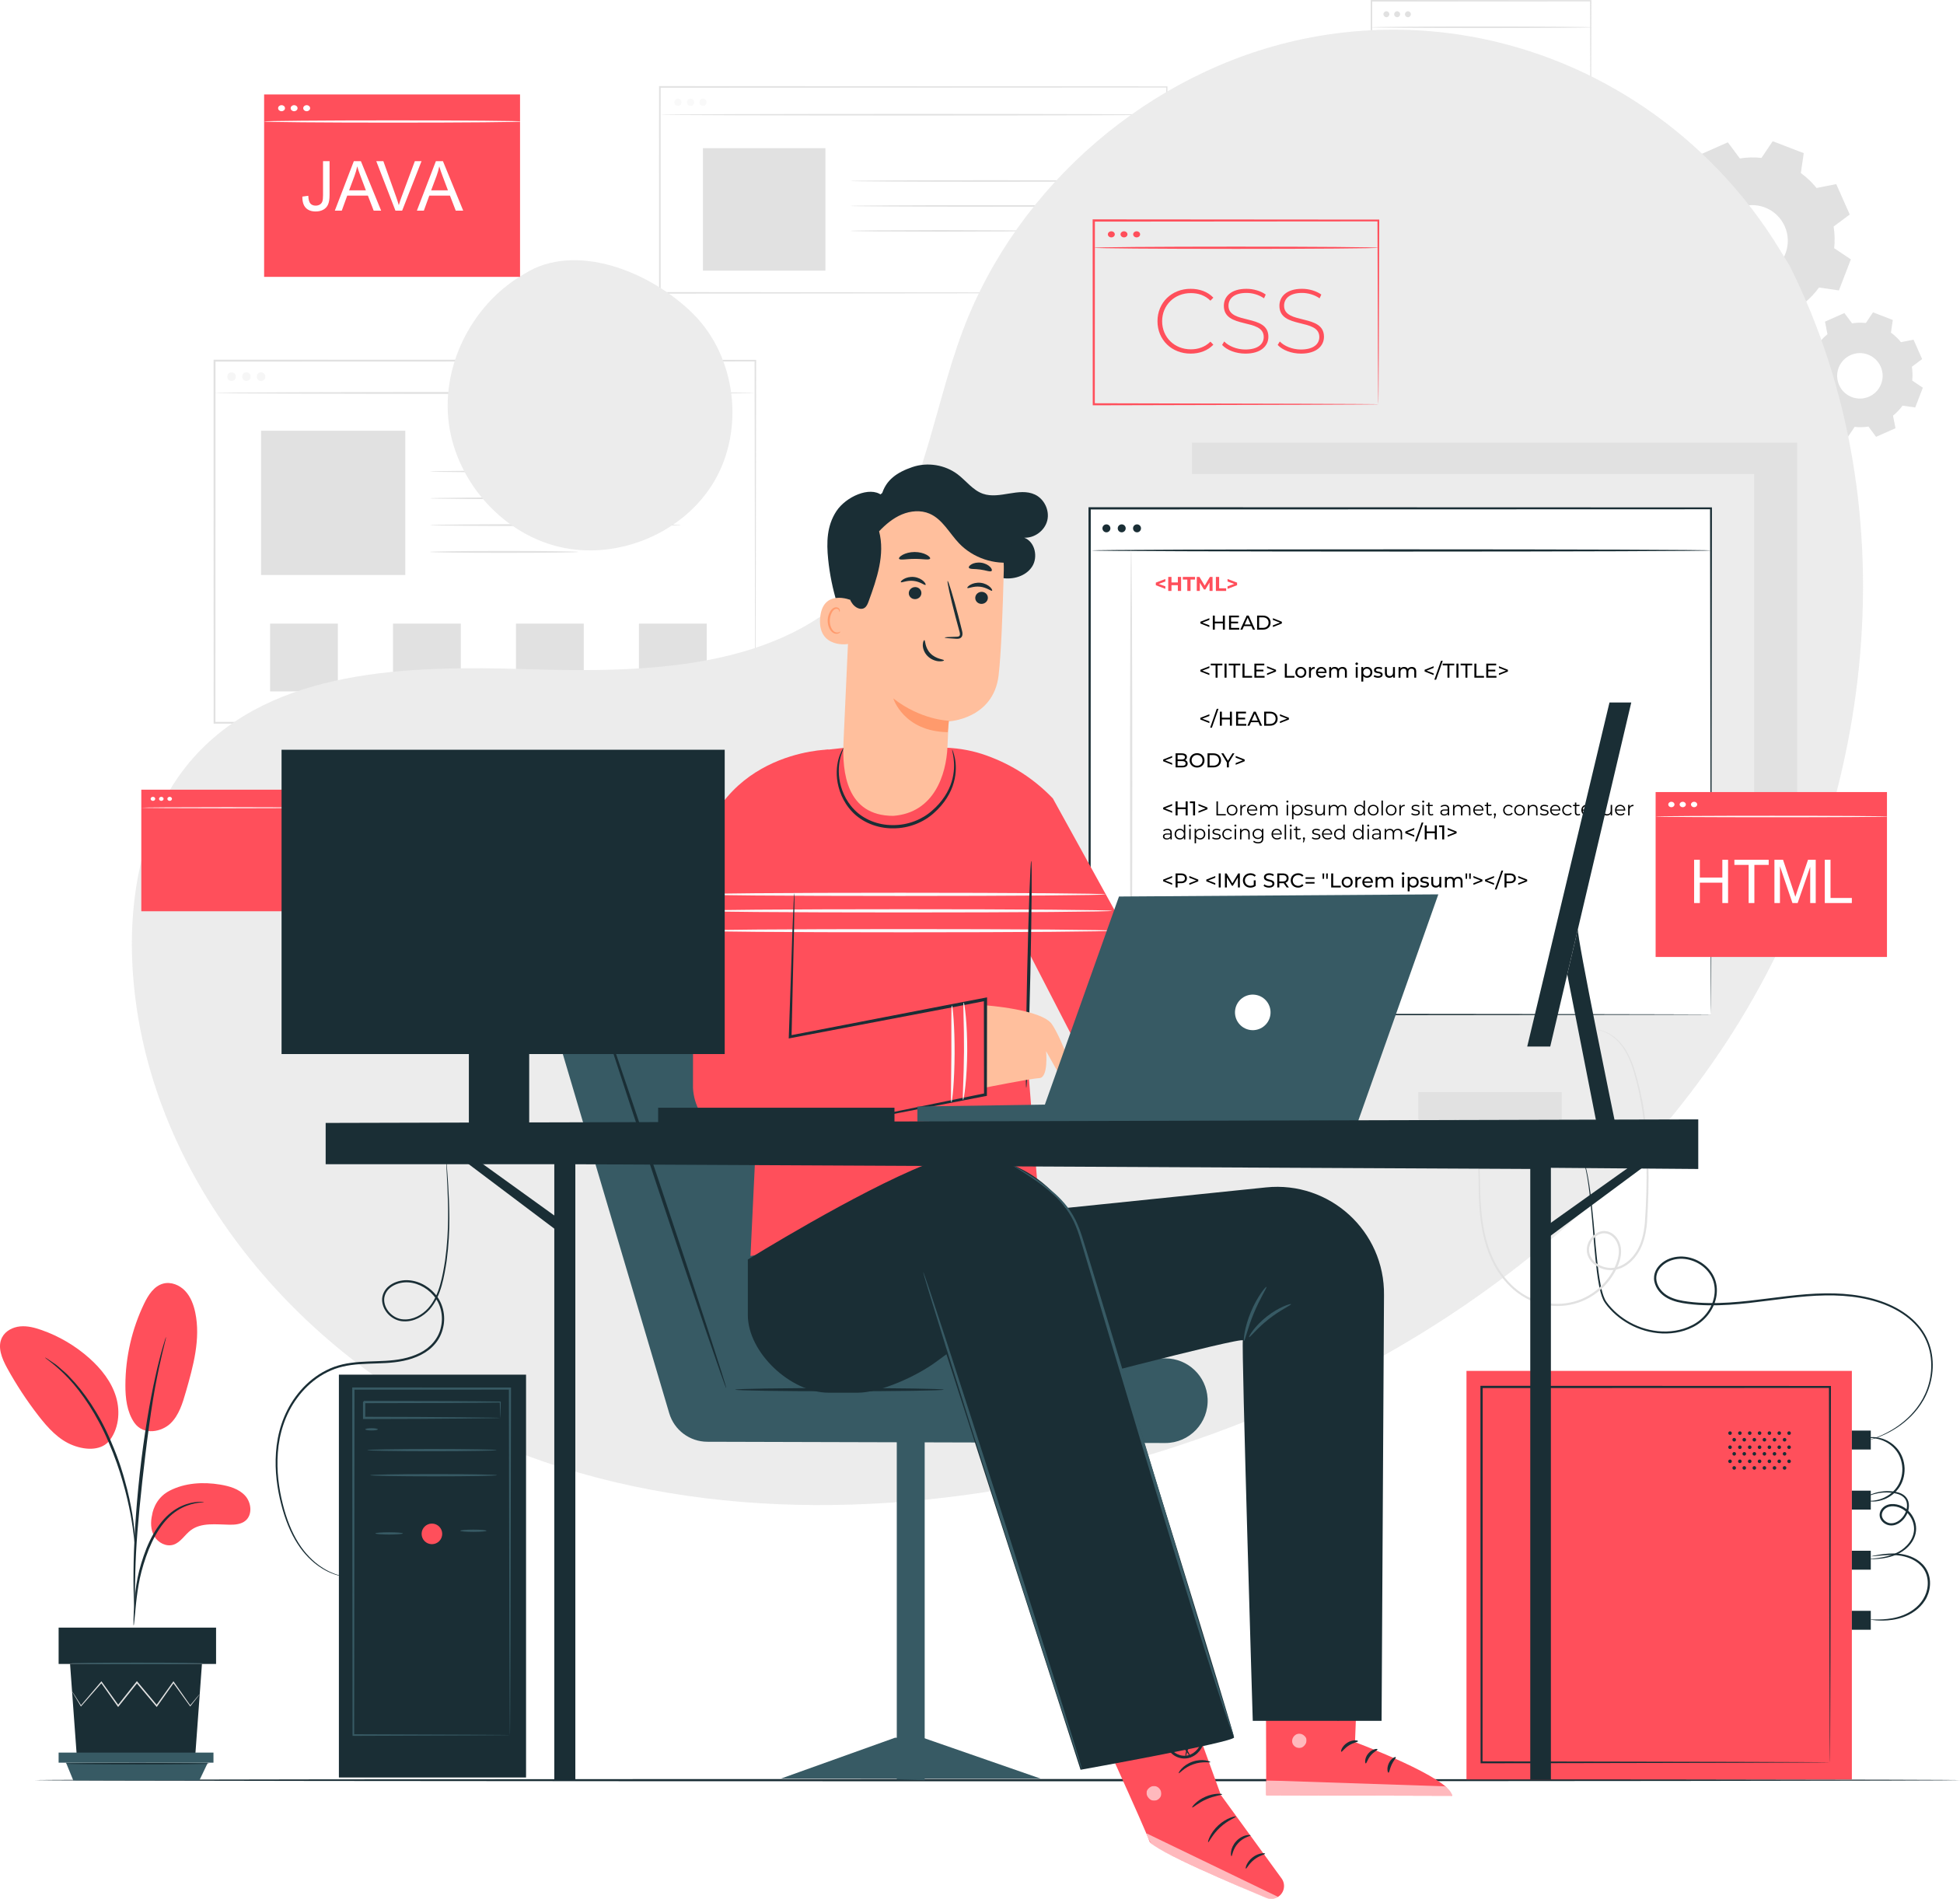 JAVA
CSS
<HTML>
<HEAD>
<TITLE> Lorem ipsum </TITLE>
</HEAD>
<BODY>
<H1> Lorem ipsum dolor sit amet, consectetuer
adipiscing elit, sed diam</H1>
<P> <IMG SRC= "Lorem ipsum"></P>
HTML